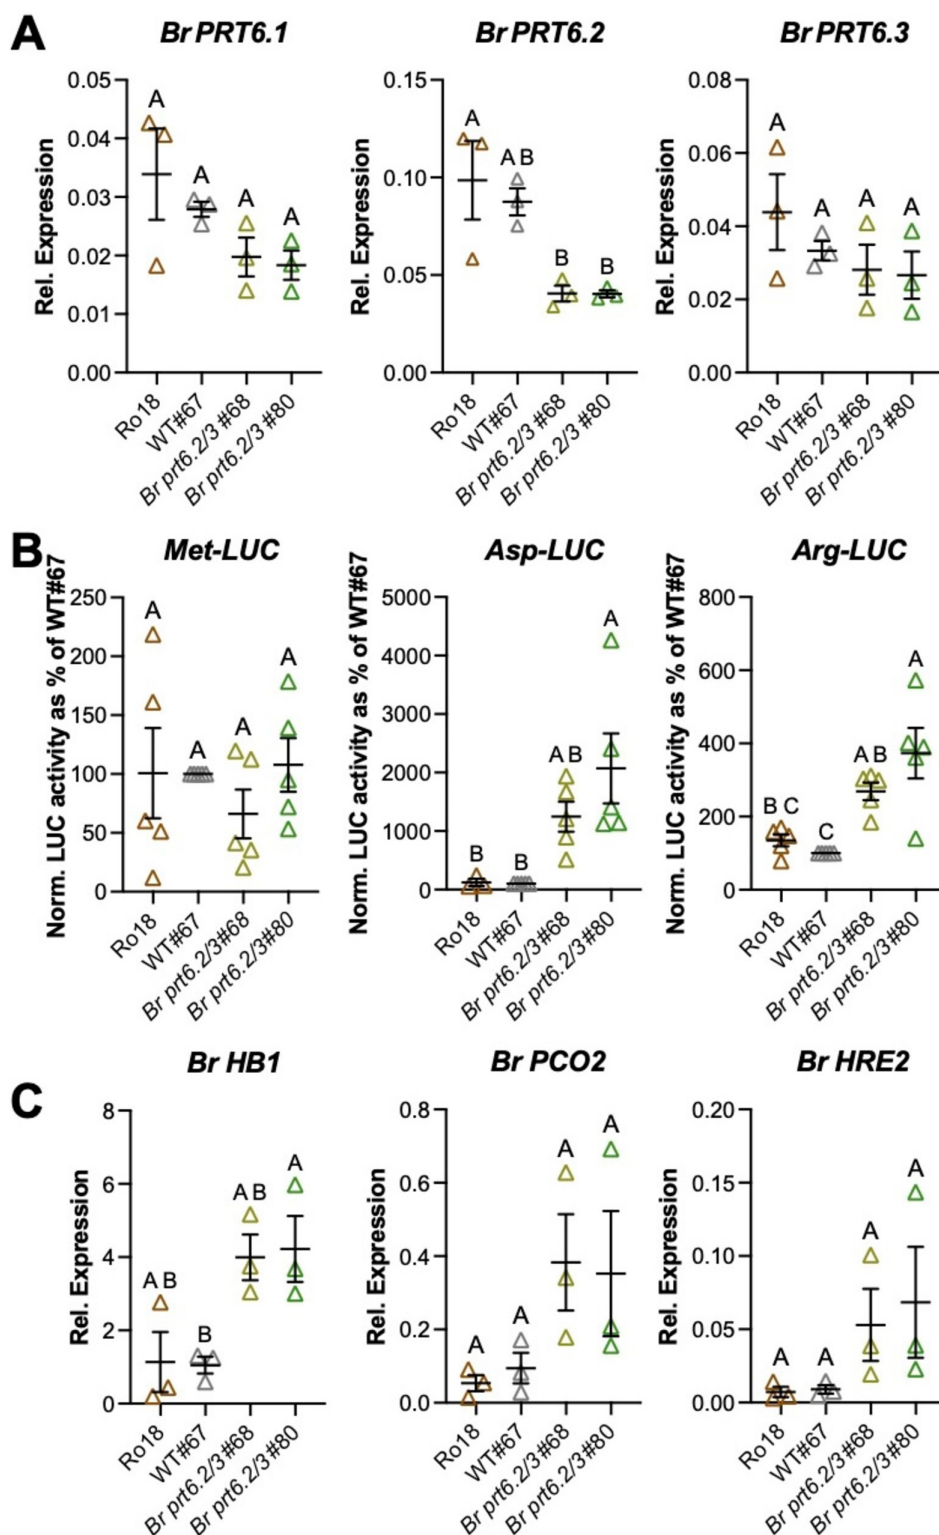 A
Br PRT6.1
Br PRT6.2
Br PRT6.3
Rel. Expression
0.05
0.04
0.03
0.02
0.01
0.00
A
A
A
A
Ro18
WT#67
Br prt6.2/3 #68
Br prt6.2/3 #80
Rel. Expression
0.15
0.10
0.05
0.00
A
A B
B
B
Ro18
WT#67
Br prt6.2/3 #68
Br prt6.2/3 #80
Rel. Expression
0.08
0.06
0.04
0.02
0.00
A
A
A
A
Ro18
WT#67
Br prt6.2/3 #68
Br prt6.2/3 #80
B
Met-LUC
Asp-LUC
Arg-LUC
Norm. LUC activity as % of WT#67
250
200
150
100
50
0
A
A
A
A
Ro18
WT#67
Br prt6.2/3#68
Br prt6.2/3#80
Norm. LUC activity as % of WT#67
5000
4000
3000
2000
1000
0
B
B
A B
A
Ro18
WT#67
Br prt6.2/3#68
Br prt6.2/3#80
Norm. LUC activity as % of WT#67
800
600
400
200
0
B C
C
A B
A
Ro18
WT#67
Br prt6.2/3#68
Br prt6.2/3#80
C
Br HB1
Br PCO2
Br HRE2
Rel. Expression
8
6
4
2
0
A B
B
A B
A
Ro18
WT#67
Br prt6.2/3#68
Br prt6.2/3#80
Rel. Expression
0.8
0.6
0.4
0.2
0.0
A
A
A
A
Ro18
WT#67
Br prt6.2/3#68
Br prt6.2/3#80
Rel. Expression
0.20
0.15
0.10
0.05
0.00
A
A
A
A
Ro18
WT#67
Br prt6.2/3#68
Br prt6.2/3#80